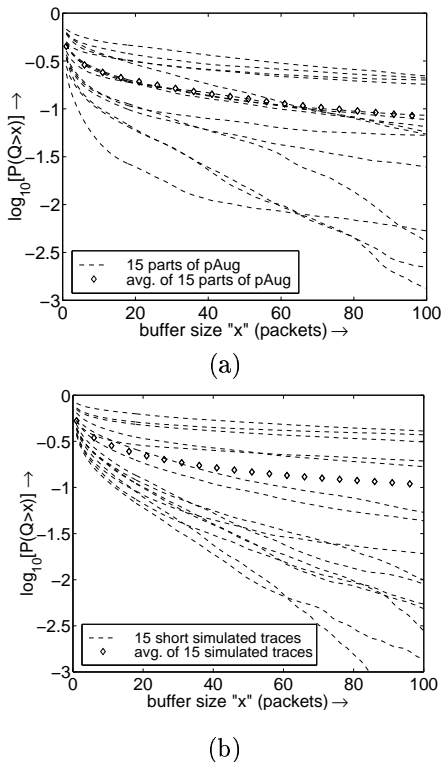 0
−0.5
−1
−1.5
−2
−2.5
−3
log10[P(Q>x)] →
15 parts of pAug
avg. of 15 parts of pAug
0 20 40 60 80 100
buffer size "x" (packets) →
(a)
0
−0.5
−1
−1.5
−2
−2.5
−3
log10[P(Q>x)] →
15 short simulated traces
avg. of 15 simulated traces
0 20 40 60 80 100
buffer size "x" (packets) →
(b)